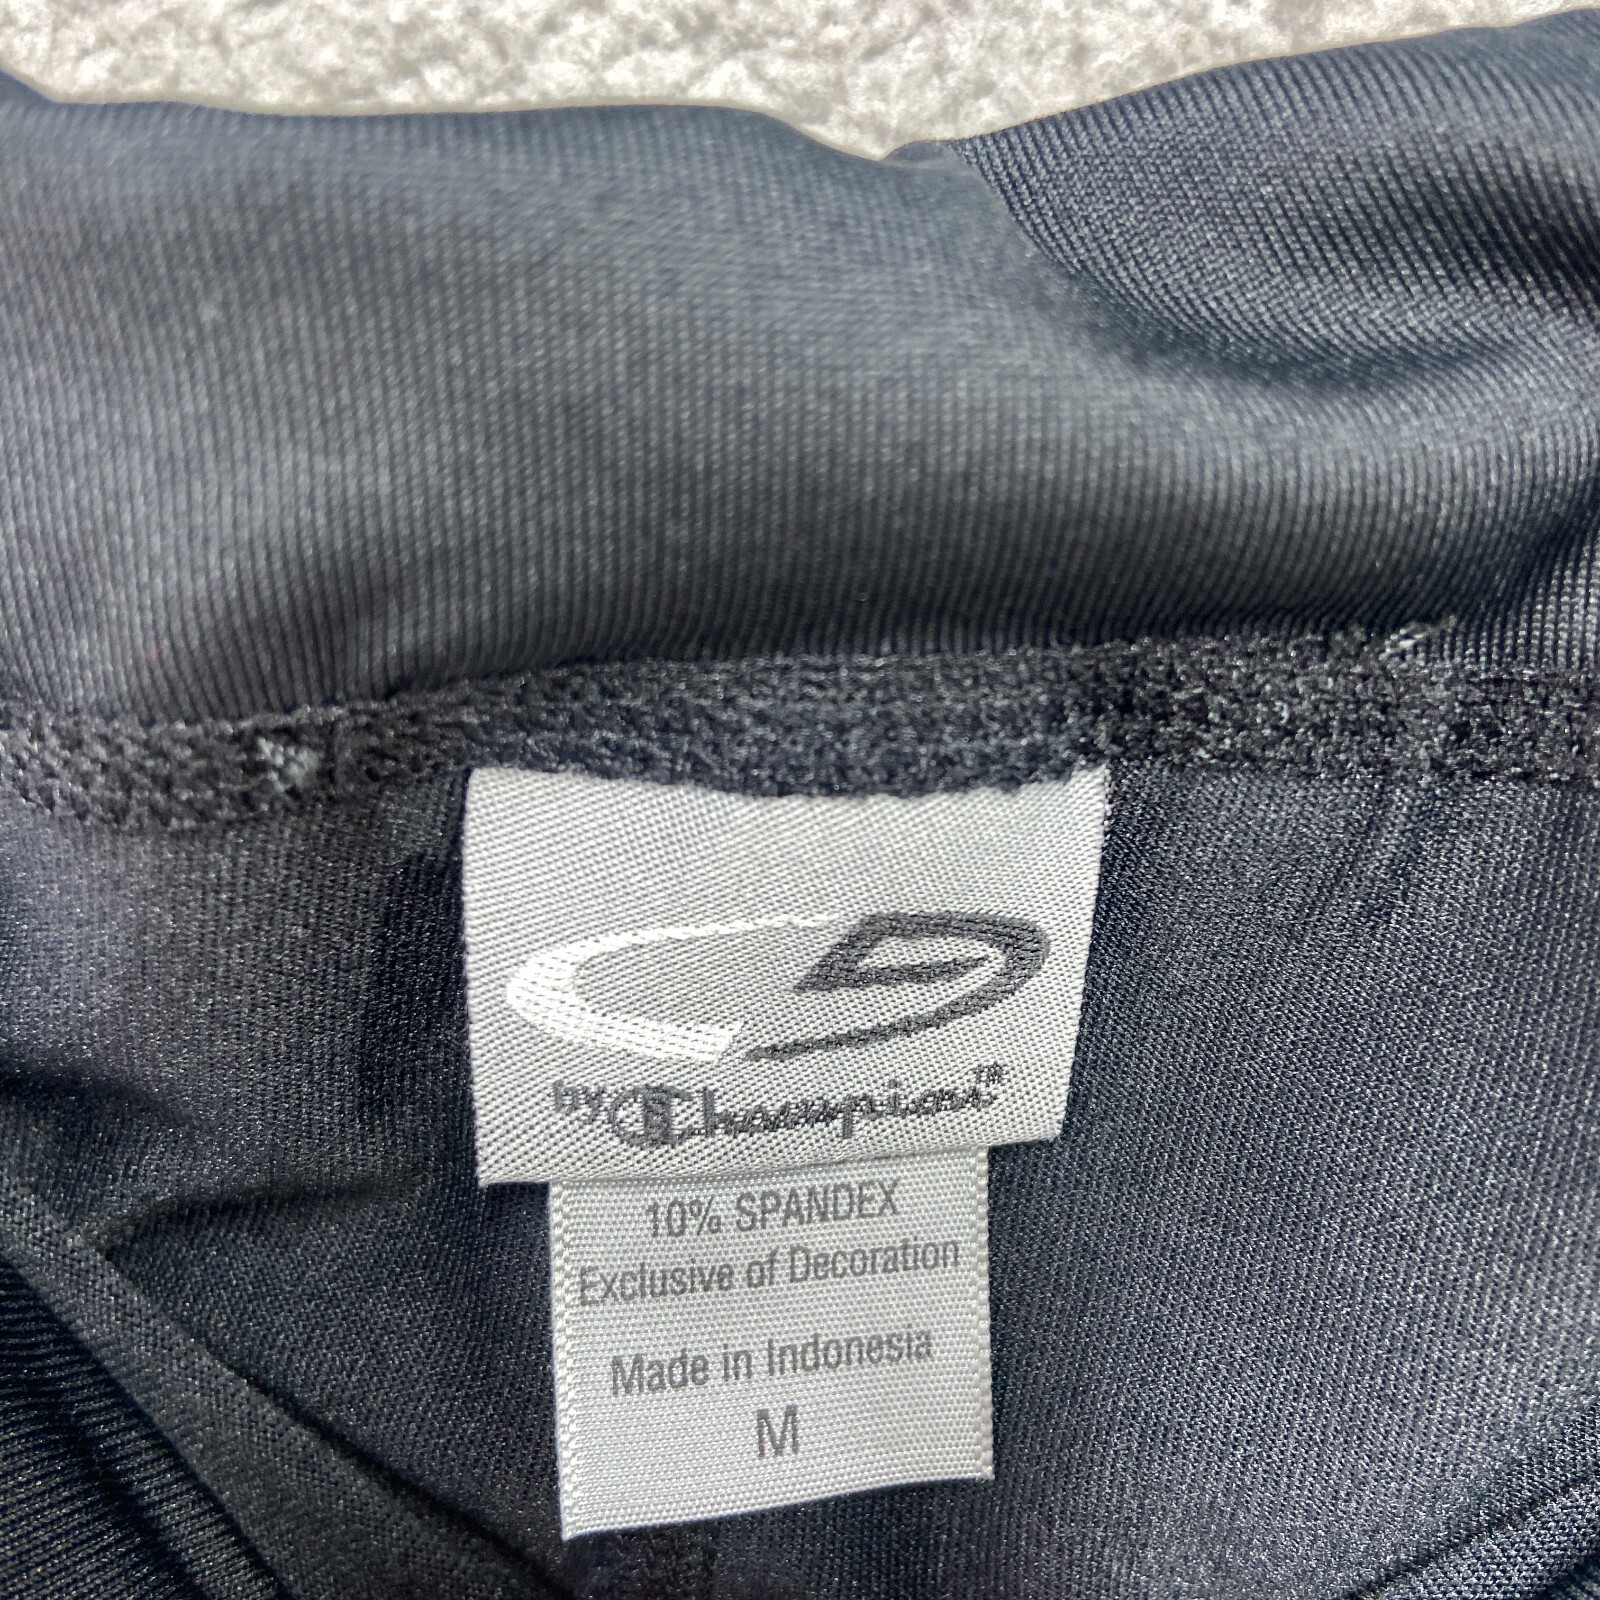 by Champion
10% SPANDEX
Exclusive of Decoration
Made in Indonesia
M